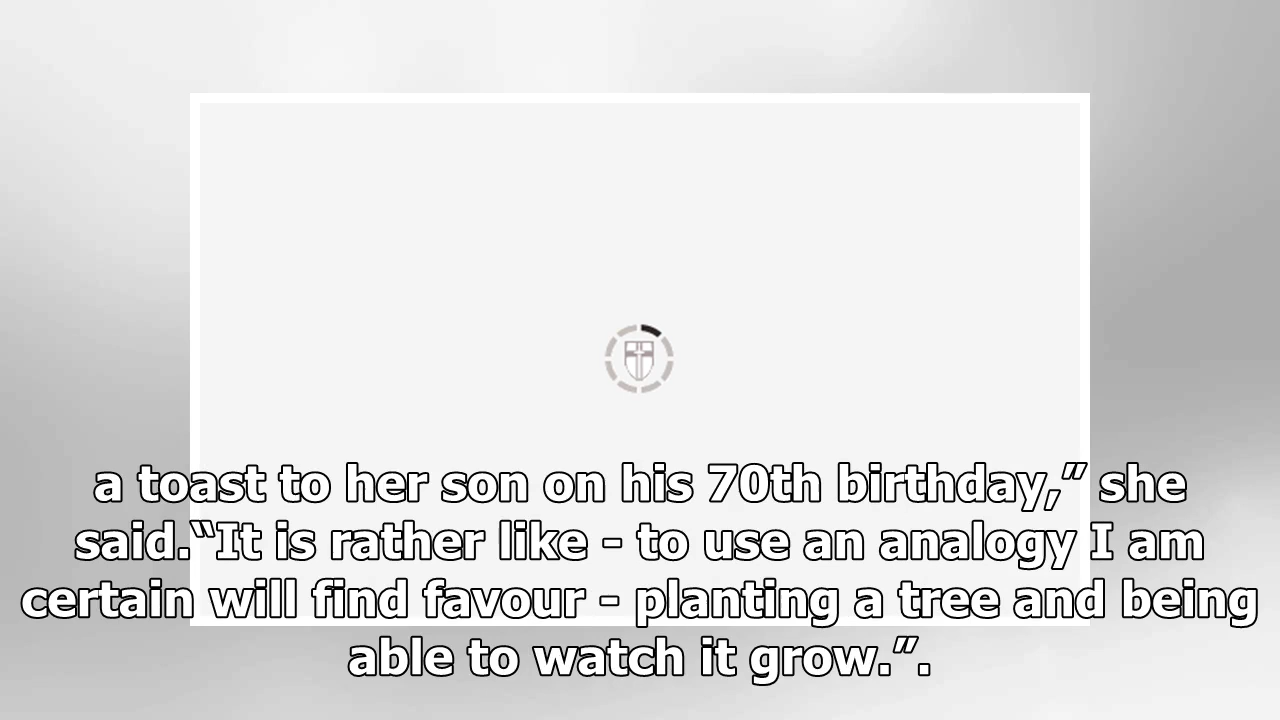 a toast to her son on his 70th birthday,” she
said.“It is rather like - to use an analogy I am
certain will find favour - planting a tree and being
able to watch it grow.”.